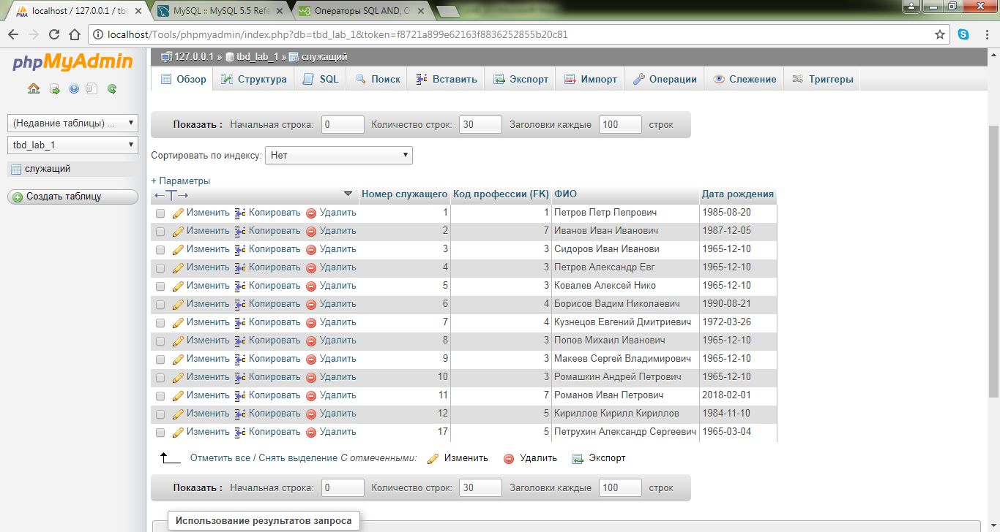 localhost / 127.0.0.1 / tbd
MySQL :: MySQL 5.5 Refe
Операторы SQL AND, O
localhost/Tools/phpmyadmin/index.php?db=tbd_lab_1&token=f8721a899e62163f8836252855b20c81
phpMyAdmin
(Недавние таблицы) ...
tbd_lab_1
служащий
Создать таблицу
127.0.0.1 » tbd_lab_1 » служащий
Обзор Структура SQL Поиск Вставить Экспорт Импорт Операции Слежение Триггеры
Показать : Начальная строка: 0 Количество строк: 30 Заголовки каждые 100 строк
Сортировать по индексу: Нет
+ Параметры
←T→ Номер служащего Код профессии (FK) ФИО Дата рождения
Изменить Копировать Удалить 1 1 Петров Петр Пепрович 1985-08-20
Изменить Копировать Удалить 2 7 Иванов Иван Иванович 1987-12-05
Изменить Копировать Удалить 3 3 Сидоров Иван Иванови 1965-12-10
Изменить Копировать Удалить 4 3 Петров Александр Евг 1965-12-10
Изменить Копировать Удалить 5 3 Ковалев Алексей Нико 1965-12-10
Изменить Копировать Удалить 6 4 Борисов Вадим Николаевич 1990-08-21
Изменить Копировать Удалить 7 4 Кузнецов Евгений Дмитриевич 1972-03-26
Изменить Копировать Удалить 8 3 Попов Михаил Иванович 1965-12-10
Изменить Копировать Удалить 9 3 Макеев Сергей Владимирович 1965-12-10
Изменить Копировать Удалить 10 3 Ромашкин Андрей Петрович 1965-12-10
Изменить Копировать Удалить 11 7 Романов Иван Петрович 2018-02-01
Изменить Копировать Удалить 12 5 Кириллов Кирилл Кириллов 1984-11-10
Изменить Копировать Удалить 17 5 Петрухин Александр Сергеевич 1965-03-04
Отметить все / Снять выделение С отмеченными: Изменить Удалить Экспорт
Показать : Начальная строка: 0 Количество строк: 30 Заголовки каждые 100 строк
Использование результатов запроса